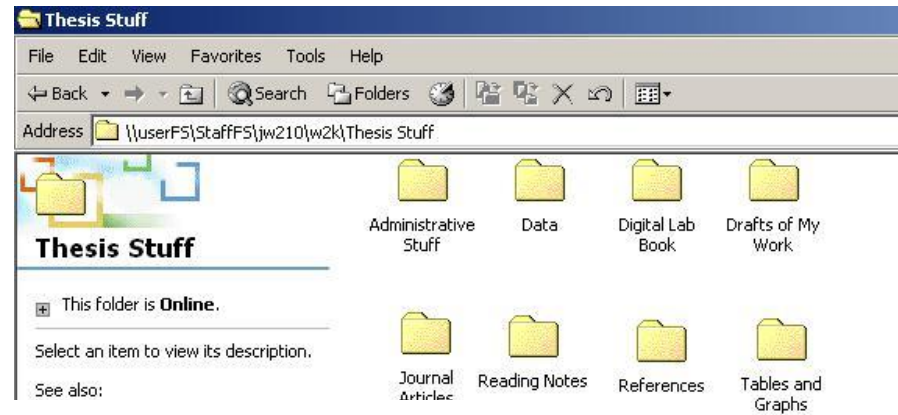 Thesis Stuff
File Edit View Favorites Tools Help
Back Search Folders
Address \\userFS\StaffFS\jw210\w2k\Thesis Stuff
Thesis Stuff
This folder is Online.
Select an item to view its description.
See also:
Administrative
Stuff
Data
Digital Lab
Book
Drafts of My
Work
Journal
Articles
Reading Notes
References
Tables and
Graphs